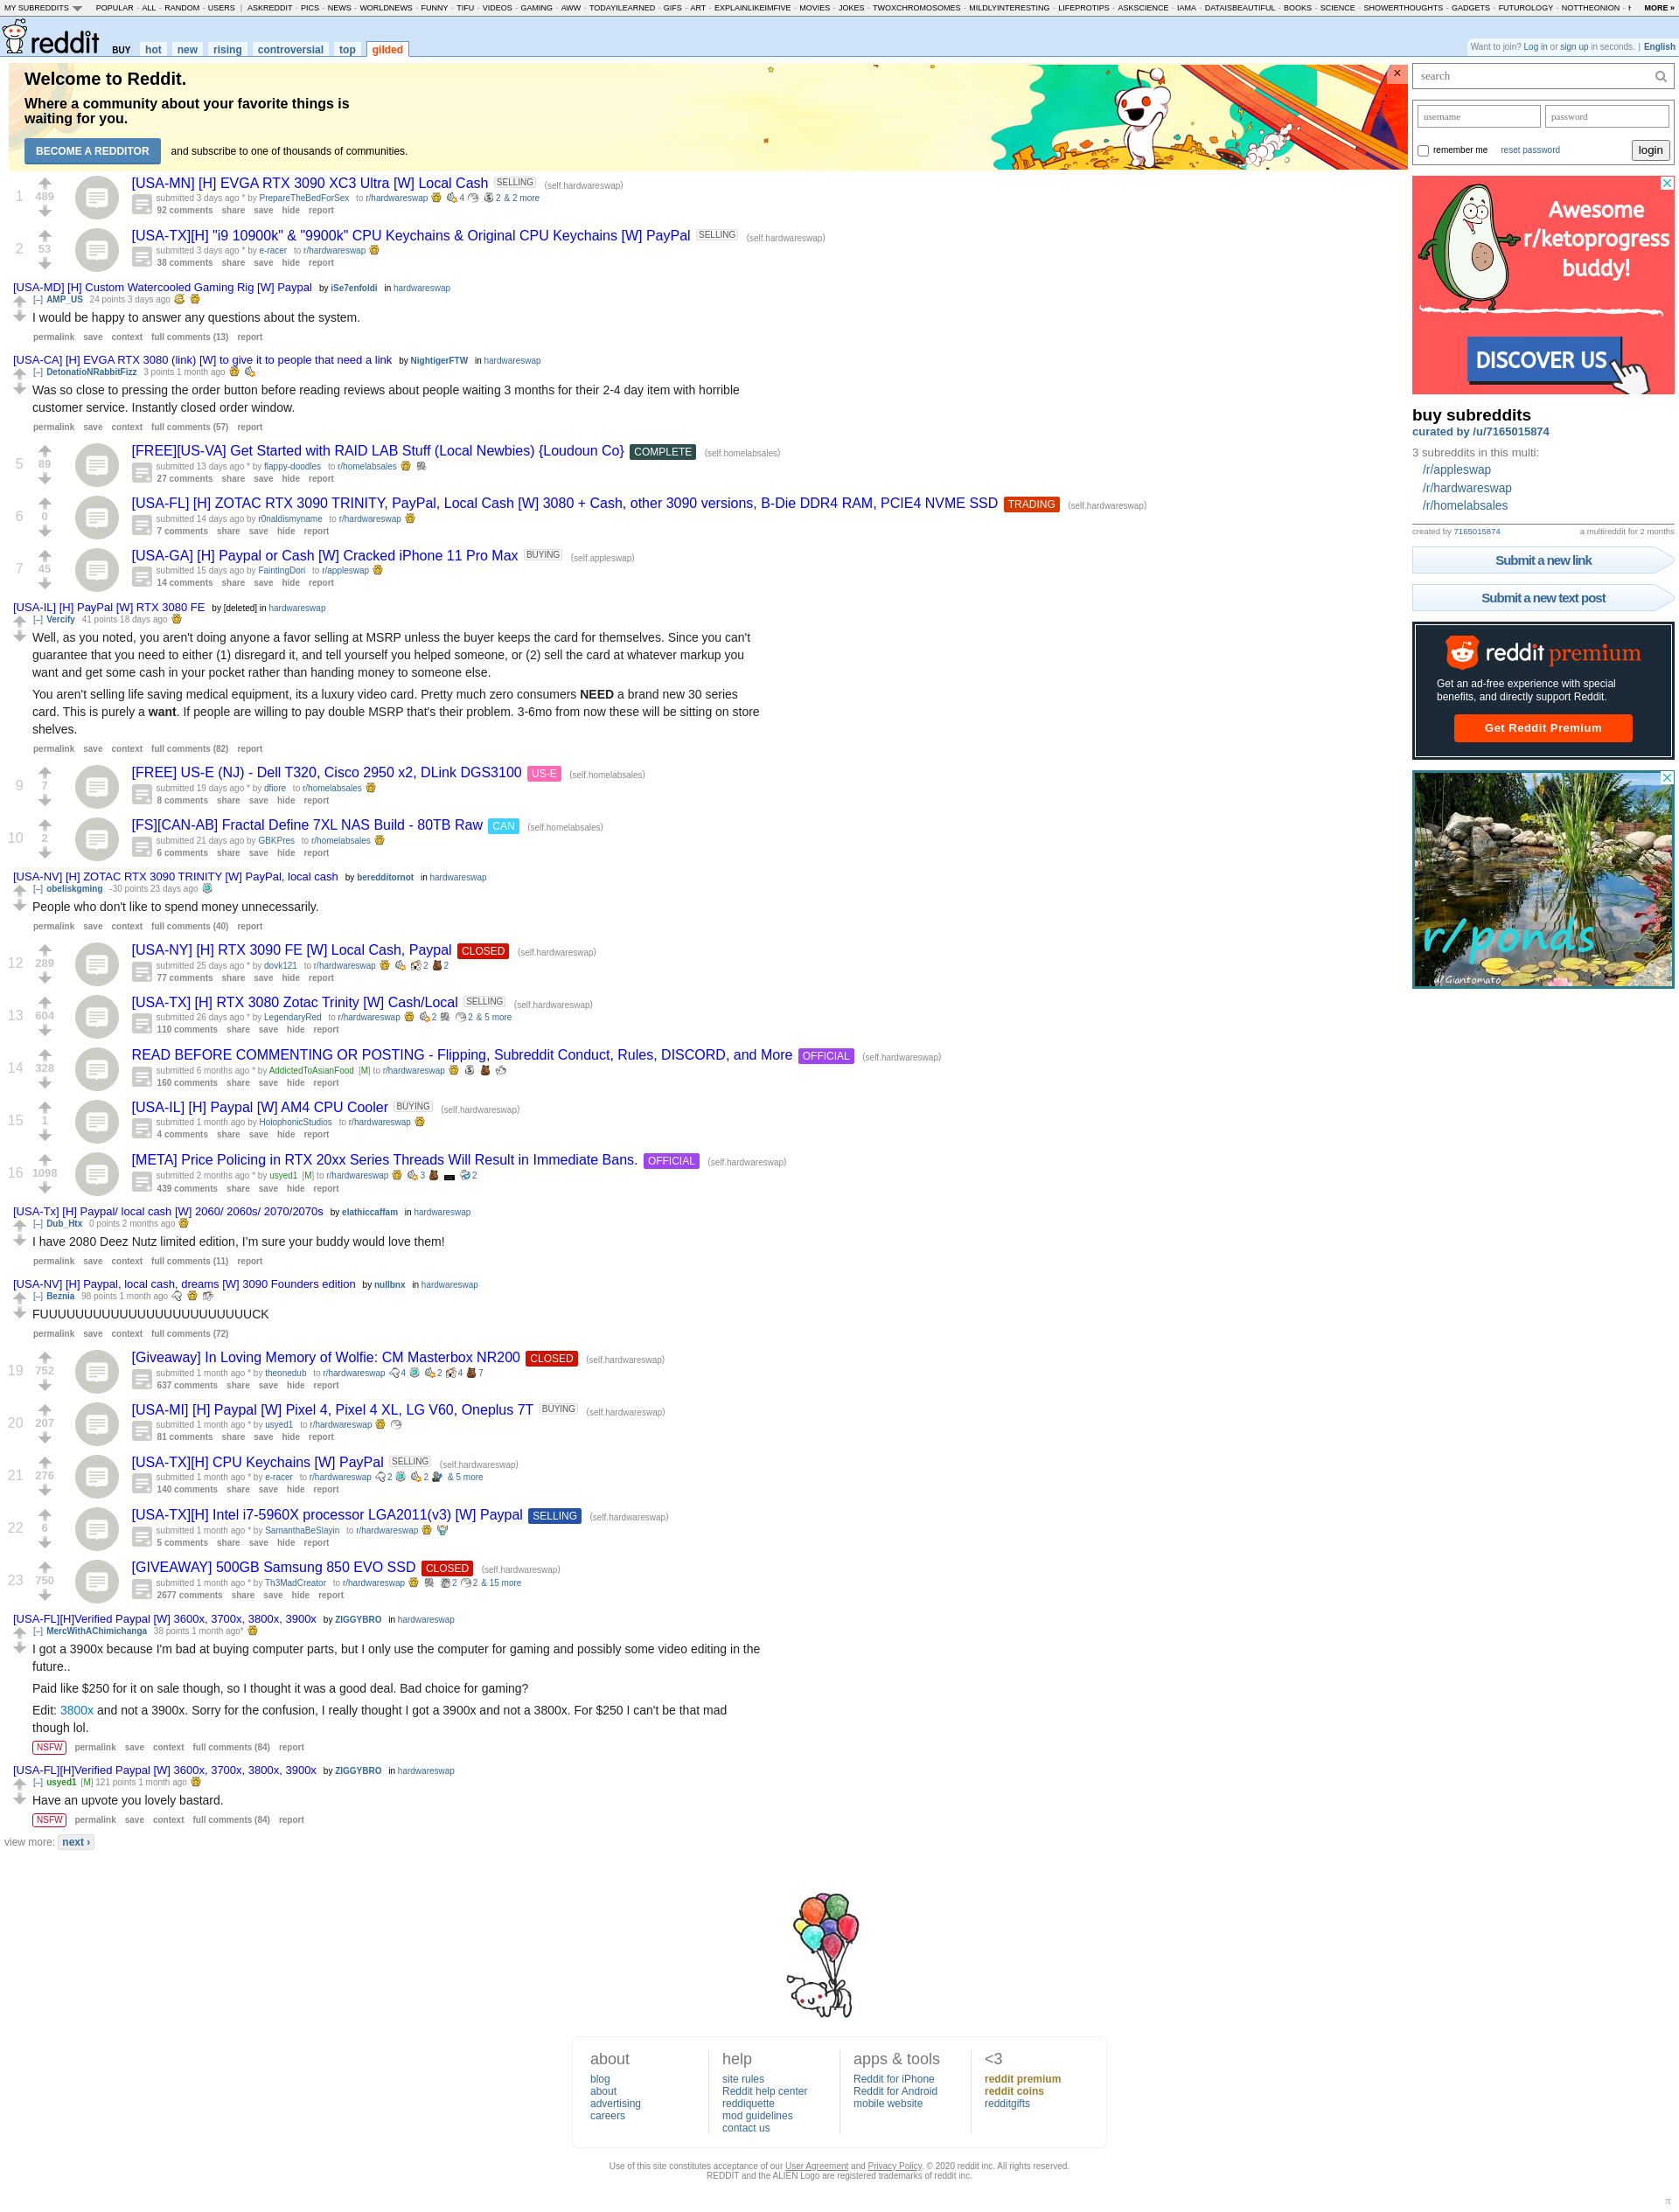 MY SUBREDDITS POPULAR - ALL - RANDOM - USERS | ASKREDDIT - PICS - NEWS - WORLDNEWS - FUNNY - TIFU - VIDEOS - GAMING - AWW - TODAYILEARNED - GIFS - ART - EXPLAINLIKEIMFIVE - MOVIES - JOKES - TWOXCHROMOSOMES - MILDLYINTERESTING - LIFEPROTIPS - ASKSCIENCE - IAMA - DATAISBEAUTIFUL - BOOKS - SCIENCE - SHOWERTHOUGHTS - GADGETS - FUTUROLOGY - NOTTHEONION - MORE »
reddit BUY hot new rising controversial top gilded
Want to join? Log in or sign up in seconds. | English
Welcome to Reddit.
Where a community about your favorite things is
waiting for you.
BECOME A REDDITOR and subscribe to one of thousands of communities.
×
1 489 [USA-MN] [H] EVGA RTX 3090 XC3 Ultra [W] Local Cash SELLING (self.hardwareswap)
submitted 3 days ago * by PrepareTheBedForSex to r/hardwareswap 4 2 & 2 more
92 comments share save hide report
2 53 [USA-TX][H] "i9 10900k" & "9900k" CPU Keychains & Original CPU Keychains [W] PayPal SELLING (self.hardwareswap)
submitted 3 days ago * by e-racer to r/hardwareswap
38 comments share save hide report
[USA-MD] [H] Custom Watercooled Gaming Rig [W] Paypal by iSe7enfoldi in hardwareswap
[–] AMP_US 24 points 3 days ago
I would be happy to answer any questions about the system.
permalink save context full comments (13) report
[USA-CA] [H] EVGA RTX 3080 (link) [W] to give it to people that need a link by NightigerFTW in hardwareswap
[–] DetonatioNRabbitFizz 3 points 1 month ago
Was so close to pressing the order button before reading reviews about people waiting 3 months for their 2-4 day item with horrible
customer service. Instantly closed order window.
permalink save context full comments (57) report
5 89 [FREE][US-VA] Get Started with RAID LAB Stuff (Local Newbies) {Loudoun Co} COMPLETE (self.homelabsales)
submitted 13 days ago * by flappy-doodles to r/homelabsales
27 comments share save hide report
6 0 [USA-FL] [H] ZOTAC RTX 3090 TRINITY, PayPal, Local Cash [W] 3080 + Cash, other 3090 versions, B-Die DDR4 RAM, PCIE4 NVME SSD TRADING (self.hardwareswap)
submitted 14 days ago by r0naldismyname to r/hardwareswap
7 comments share save hide report
7 45 [USA-GA] [H] Paypal or Cash [W] Cracked iPhone 11 Pro Max BUYING (self.appleswap)
submitted 15 days ago by FaintingDori to r/appleswap
14 comments share save hide report
[USA-IL] [H] PayPal [W] RTX 3080 FE by [deleted] in hardwareswap
[–] Vercify 41 points 18 days ago
Well, as you noted, you aren't doing anyone a favor selling at MSRP unless the buyer keeps the card for themselves. Since you can't
guarantee that you need to either (1) disregard it, and tell yourself you helped someone, or (2) sell the card at whatever markup you
want and get some cash in your pocket rather than handing money to someone else.
You aren't selling life saving medical equipment, its a luxury video card. Pretty much zero consumers NEED a brand new 30 series
card. This is purely a want. If people are willing to pay double MSRP that's their problem. 3-6mo from now these will be sitting on store
shelves.
permalink save context full comments (82) report
9 7 [FREE] US-E (NJ) - Dell T320, Cisco 2950 x2, DLink DGS3100 US-E (self.homelabsales)
submitted 19 days ago * by dfiore to r/homelabsales
8 comments share save hide report
10 2 [FS][CAN-AB] Fractal Define 7XL NAS Build - 80TB Raw CAN (self.homelabsales)
submitted 21 days ago by GBKPres to r/homelabsales
6 comments share save hide report
[USA-NV] [H] ZOTAC RTX 3090 TRINITY [W] PayPal, local cash by beredditornot in hardwareswap
[–] obeliskgming -30 points 23 days ago
People who don't like to spend money unnecessarily.
permalink save context full comments (40) report
12 289 [USA-NY] [H] RTX 3090 FE [W] Local Cash, Paypal CLOSED (self.hardwareswap)
submitted 25 days ago * by dovk121 to r/hardwareswap 2 2
77 comments share save hide report
13 604 [USA-TX] [H] RTX 3080 Zotac Trinity [W] Cash/Local SELLING (self.hardwareswap)
submitted 26 days ago * by LegendaryRed to r/hardwareswap 2 2 & 5 more
110 comments share save hide report
14 328 READ BEFORE COMMENTING OR POSTING - Flipping, Subreddit Conduct, Rules, DISCORD, and More OFFICIAL (self.hardwareswap)
submitted 6 months ago * by AddictedToAsianFood [M] to r/hardwareswap
160 comments share save hide report
15 1 [USA-IL] [H] Paypal [W] AM4 CPU Cooler BUYING (self.hardwareswap)
submitted 1 month ago by HolophonicStudios to r/hardwareswap
4 comments share save hide report
16 1098 [META] Price Policing in RTX 20xx Series Threads Will Result in Immediate Bans. OFFICIAL (self.hardwareswap)
submitted 2 months ago * by usyed1 [M] to r/hardwareswap 3 2
439 comments share save hide report
[USA-Tx] [H] Paypal/ local cash [W] 2060/ 2060s/ 2070/2070s by elathiccaffam in hardwareswap
[–] Dub_Htx 0 points 2 months ago
I have 2080 Deez Nutz limited edition, I'm sure your buddy would love them!
permalink save context full comments (11) report
[USA-NV] [H] Paypal, local cash, dreams [W] 3090 Founders edition by nullbnx in hardwareswap
[–] Beznia 98 points 1 month ago
FUUUUUUUUUUUUUUUUUUUUUUUUCK
permalink save context full comments (72)
19 752 [Giveaway] In Loving Memory of Wolfie: CM Masterbox NR200 CLOSED (self.hardwareswap)
submitted 1 month ago * by theonedub to r/hardwareswap 4 2 4 7
637 comments share save hide report
20 207 [USA-MI] [H] Paypal [W] Pixel 4, Pixel 4 XL, LG V60, Oneplus 7T BUYING (self.hardwareswap)
submitted 1 month ago * by usyed1 to r/hardwareswap
81 comments share save hide report
21 276 [USA-TX][H] CPU Keychains [W] PayPal SELLING (self.hardwareswap)
submitted 1 month ago * by e-racer to r/hardwareswap 2 2 & 5 more
140 comments share save hide report
22 6 [USA-TX][H] Intel i7-5960X processor LGA2011(v3) [W] Paypal SELLING (self.hardwareswap)
submitted 1 month ago * by SamanthaBeSlayin to r/hardwareswap
5 comments share save hide report
23 750 [GIVEAWAY] 500GB Samsung 850 EVO SSD CLOSED (self.hardwareswap)
submitted 1 month ago * by Th3MadCreator to r/hardwareswap 2 2 & 15 more
2677 comments share save hide report
[USA-FL][H]Verified Paypal [W] 3600x, 3700x, 3800x, 3900x by ZIGGYBRO in hardwareswap
[–] MercWithAChimichanga 38 points 1 month ago*
I got a 3900x because I'm bad at buying computer parts, but I only use the computer for gaming and possibly some video editing in the
future..
Paid like $250 for it on sale though, so I thought it was a good deal. Bad choice for gaming?
Edit: 3800x and not a 3900x. Sorry for the confusion, I really thought I got a 3900x and not a 3800x. For $250 I can't be that mad
though lol.
NSFW permalink save context full comments (84) report
[USA-FL][H]Verified Paypal [W] 3600x, 3700x, 3800x, 3900x by ZIGGYBRO in hardwareswap
[–] usyed1 [M] 121 points 1 month ago
Have an upvote you lovely bastard.
NSFW permalink save context full comments (84) report
view more: next ›
search
username password
remember me reset password login
Awesome
r/ketoprogress
buddy!
DISCOVER US
buy subreddits
curated by /u/7165015874
3 subreddits in this multi:
/r/appleswap
/r/hardwareswap
/r/homelabsales
created by 7165015874 a multireddit for 2 months
Submit a new link
Submit a new text post
reddit premium
Get an ad-free experience with special
benefits, and directly support Reddit.
Get Reddit Premium
r/ponds
u/Giantomato
about
blog
about
advertising
careers
help
site rules
Reddit help center
reddiquette
mod guidelines
contact us
apps & tools
Reddit for iPhone
Reddit for Android
mobile website
<3
reddit premium
reddit coins
redditgifts
Use of this site constitutes acceptance of our User Agreement and Privacy Policy. © 2020 reddit inc. All rights reserved.
REDDIT and the ALIEN Logo are registered trademarks of reddit inc.
π